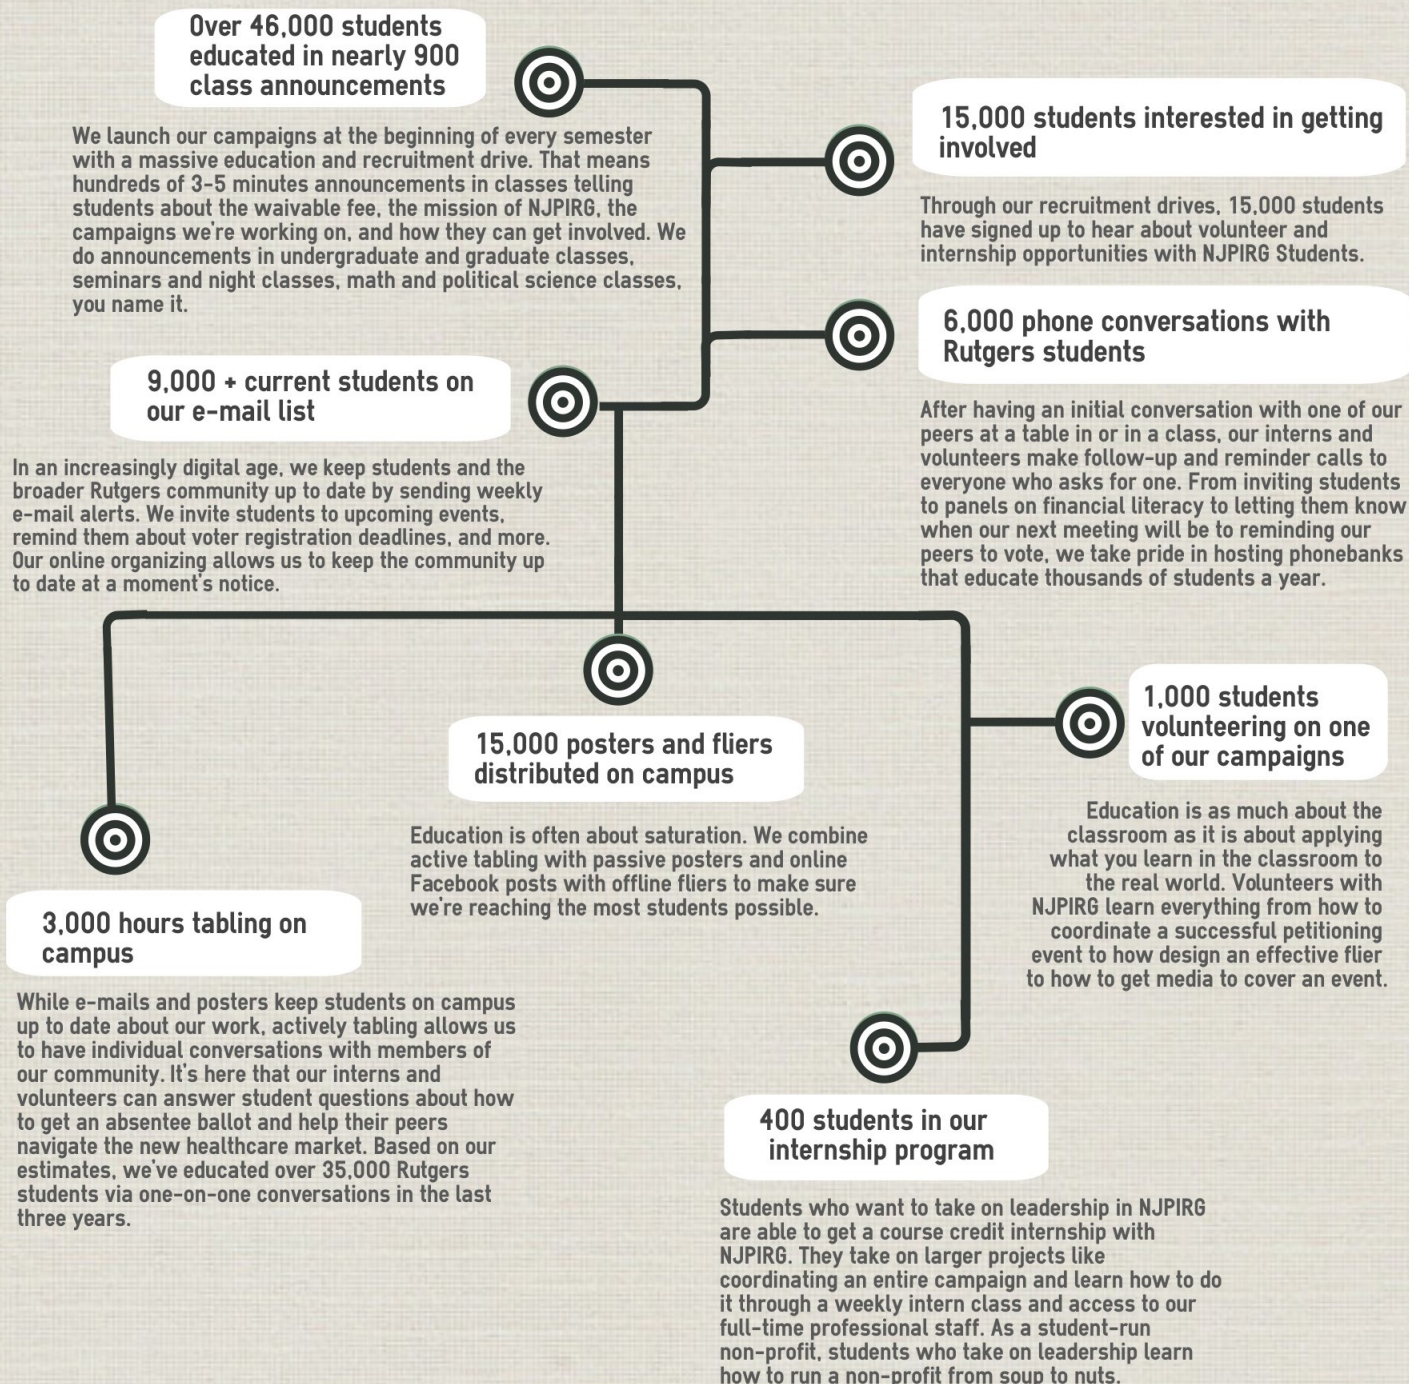 Over 46,000 students
educated in nearly 900
class announcements
We launch our campaigns at the beginning of every semester
with a massive education and recruitment drive. That means
hundreds of 3-5 minutes announcements in classes telling
students about the waivable fee, the mission of NJPIRG, the
campaigns we're working on, and how they can get involved. We
do announcements in undergraduate and graduate classes,
seminars and night classes, math and political science classes,
you name it.
15,000 students interested in getting
involved
Through our recruitment drives, 15,000 students
have signed up to hear about volunteer and
internship opportunities with NJPIRG Students.
6,000 phone conversations with
Rutgers students
After having an initial conversation with one of our
peers at a table in or in a class, our interns and
volunteers make follow-up and reminder calls to
everyone who asks for one. From inviting students
to panels on financial literacy to letting them know
when our next meeting will be to reminding our
peers to vote, we take pride in hosting phonebanks
that educate thousands of students a year.
9,000 + current students on
our e-mail list
In an increasingly digital age, we keep students and the
broader Rutgers community up to date by sending weekly
e-mail alerts. We invite students to upcoming events,
remind them about voter registration deadlines, and more.
Our online organizing allows us to keep the community up
to date at a moment's notice.
15,000 posters and fliers
distributed on campus
Education is often about saturation. We combine
active tabling with passive posters and online
Facebook posts with offline fliers to make sure
we're reaching the most students possible.
1,000 students
volunteering on one
of our campaigns
Education is as much about the
classroom as it is about applying
what you learn in the classroom to
the real world. Volunteers with
NJPIRG learn everything from how to
coordinate a successful petitioning
event to how design an effective flier
to how to get media to cover an event.
3,000 hours tabling on
campus
While e-mails and posters keep students on campus
up to date about our work, actively tabling allows us
to have individual conversations with members of
our community. It's here that our interns and
volunteers can answer student questions about how
to get an absentee ballot and help their peers
navigate the new healthcare market. Based on our
estimates, we've educated over 35,000 Rutgers
students via one-on-one conversations in the last
three years.
400 students in our
internship program
Students who want to take on leadership in NJPIRG
are able to get a course credit internship with
NJPIRG. They take on larger projects like
coordinating an entire campaign and learn how to do
it through a weekly intern class and access to our
full-time professional staff. As a student-run
non-profit, students who take on leadership learn
how to run a non-profit from soup to nuts.